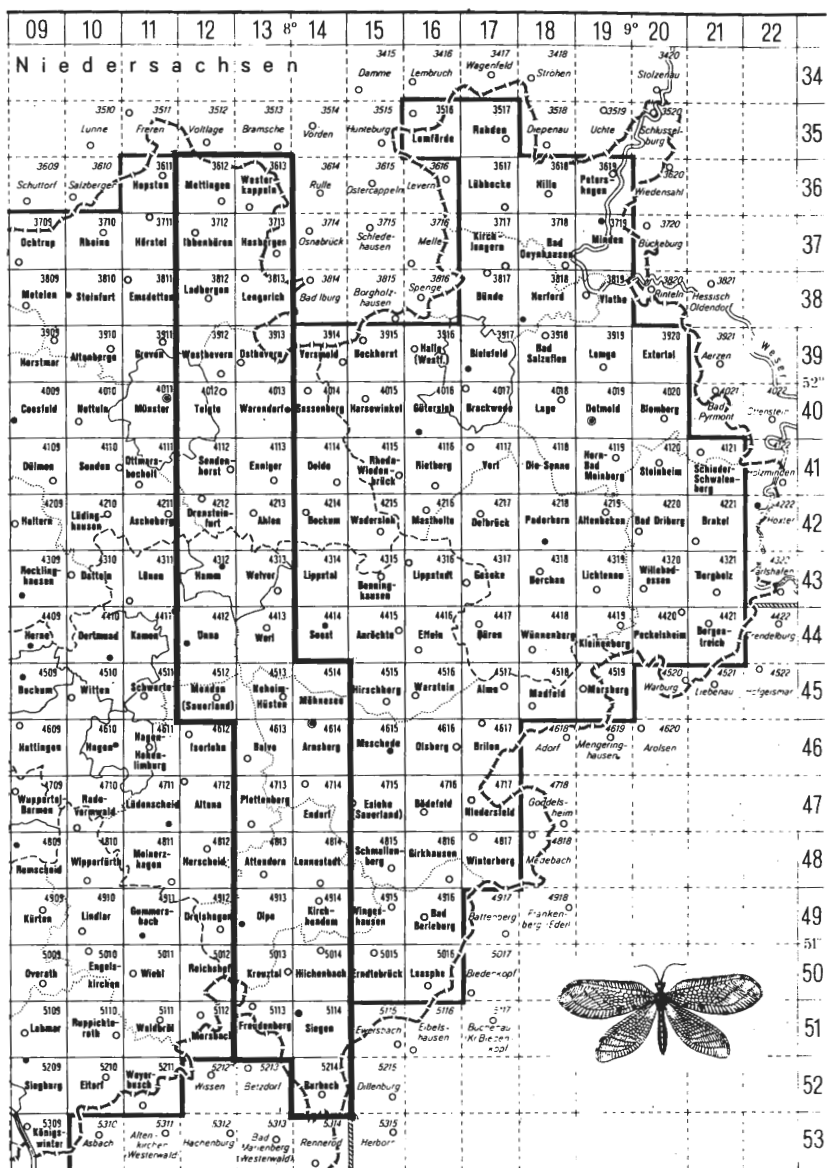 09 10 11 12 13 8° 14 15 16 17 18 19 9° 20 21 22
Niedersachsen
3415 3416 3417 3418 3420
Damme Lembruch Wagenfeld Ströhen Stolzenau
34
3510 3511 3512 3513 3514 3515 3516 3517 3518 3519 3520
Lünne Freren Voltlage Bramsche Vörden Hunteburg Lemförde Rahden Diepenau Uchte Schlüsselburg
35
3609 3610 3611 3612 3613 3614 3615 3616 3617 3618 3619 3620
Schüttorf Salzbergen Hopsten Mettingen Westerkappeln Rulle Ostercappeln Levern Lübbecke Hille Petershagen Wiedensahl
36
3709 3710 3711 3712 3713 3714 3715 3716 3717 3718 3719 3720
Ochtrup Rheine Hörstel Ibbenbüren Hasbergen Osnabrück Schledehausen Melle Kirchlengern Bad Oeynhausen Minden Bückeburg
37
3809 3810 3811 3812 3813 3814 3815 3816 3817 3818 3819 3820 3821
Metelen Steinfurt Emsdetten Ladbergen Lengerich Bad Iburg Borgholzhausen Spenge Bünde Herford Vlotho Rinteln Hessisch Oldendorf
38
3909 3910 3911 3912 3913 3914 3915 3916 3917 3918 3919 3920 3921
Horstmar Altenberge Greven Westbevern Ostbevern Versmold Bockhorst Halle (Westf.) Bielefeld Bad Salzuflen Lemgo Extertal Aerzen Weser
39
52°
4009 4010 4011 4012 4013 4014 4015 4016 4017 4018 4019 4020 4021 4022
Coesfeld Nottuln Münster Telgte Warendorf Sassenberg Harsewinkel Gütersloh Brackwede Lage Detmold Blomberg Bad Pyrmont
40
4109 4110 4111 4112 4113 4114 4115 4116 4117 4118 4119 4120 4121 4122
Dülmen Senden Ottmarsbocholt Sendenhorst Enniger Oelde Rheda-Wiedenbrück Rietberg Verl Die Senne Horn-Bad Meinberg Steinheim Schieder-Schwalenberg Holzminden
41
4209 4210 4211 4212 4213 4214 4215 4216 4217 4218 4219 4220 4221 4222
Haltern Lüdinghausen Ascheberg Drensteinfurt Ahlen Beckum Wadersloh Mastholte Delbrück Paderborn Altenbeken Bad Driburg Brakel Höxter
42
4309 4310 4311 4312 4313 4314 4315 4316 4317 4318 4319 4320 4321 4322
Recklinghausen Datteln Lünen Hamm Welver Lippetal Benninghausen Lippstadt Geseke Borchen Lichtenau Willebadessen Borgholz Karlshafen
43
4409 4410 4411 4412 4413 4414 4415 4416 4417 4418 4419 4420 4421 4422
Herne Dortmund Kamen Unna Werl Soest Anröchte Effeln Büren Wünnenberg Kleinenberg Peckelsheim Borgentreich Trendelburg
44
4509 4510 4511 4512 4513 4514 4515 4516 4517 4518 4519 4520 4521 4522
Bochum Witten Schwerte Menden (Sauerland) Neheim-Hüsten Möhnesee Hirschberg Warstein Alme Madfeld Marsberg Warburg Liebenau Hofgeismar
45
4609 4610 4611 4612 4613 4614 4615 4616 4617 4618 4619 4620
Hattingen Hagen Hagen-Hohenlimburg Iserlohn Balve Arnsberg Meschede Olsberg Brilon Adorf Mengeringhausen Arolsen
46
4709 4710 4711 4712 4713 4714 4715 4716 4717 4718
Wuppertal-Barmen Radevormwald Lüdenscheid Altena Plettenberg Endorf Eslohe (Sauerland) Bödefeld Niedersfeld Goddelsheim
47
4809 4810 4811 4812 4813 4814 4815 4816 4817 4818
Remscheid Wipperfürth Meinerzhagen Herscheid Attendorn Lennestadt Schmallenberg Girkhausen Winterberg Medebach
48
4909 4910 4911 4912 4913 4914 4915 4916 4917 4918
Kürten Lindlar Gummersbach Drolshagen Olpe Kirchhundem Wingeshausen Bad Berleburg Battenberg Frankenberg-Eder
49
51°
5009 5010 5011 5012 5013 5014 5015 5016 5017
Overath Engelskirchen Wiehl Reichshof Kreuztal Hilchenbach Erndtebrück Laasphe Biedenkopf
50
5109 5110 5111 5112 5113 5114 5115 5116 5117
Lohmar Ruppichteroth Waldbröl Morsbach Freudenberg Siegen Ewersbach Eibelshausen Buchenau Kr Biedenkopf
51
5209 5210 5211 5212 5213 5214 5215
Siegburg Eitorf Weyerbusch Wissen Betzdorf Burbach Dillenburg
52
5309 5310 5311 5312 5313 5314 5315
Königswinter Asbach Altenkirchen Westerwald Hachenburg Bad Marienberg (Westerwald) Rennerod Herborn
53